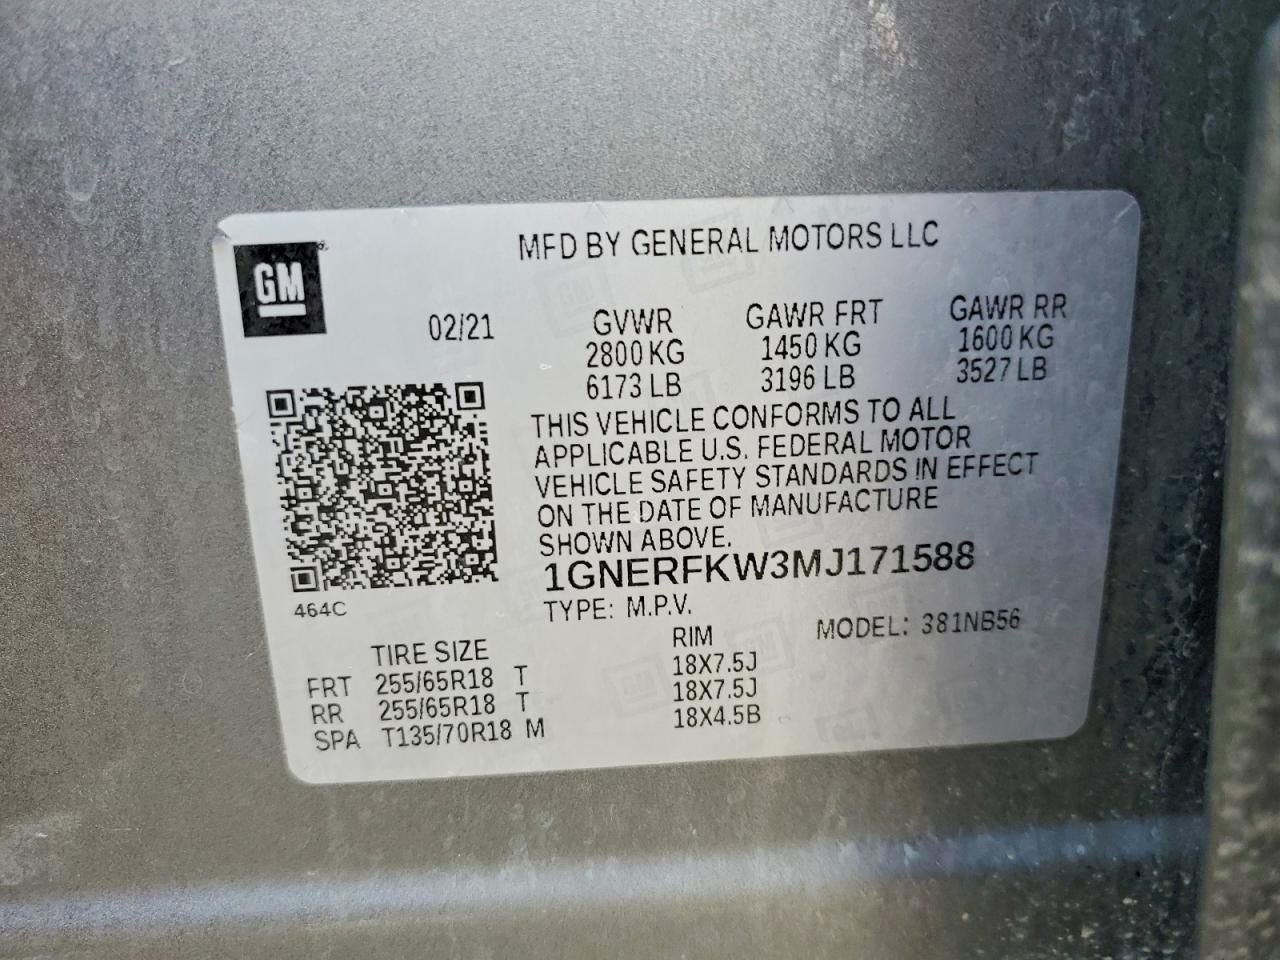 MFD BY GENERAL MOTORS LLC
GM
02/21 GVWR GAWR FRT GAWR RR
2800 KG 1450 KG 1600 KG
6173 LB 3196 LB 3527 LB
THIS VEHICLE CONFORMS TO ALL
APPLICABLE U.S. FEDERAL MOTOR
VEHICLE SAFETY STANDARDS IN EFFECT
ON THE DATE OF MANUFACTURE
SHOWN ABOVE.
1GNERFKW3MJ171588
464C
TYPE: M.P.V. MODEL: 381NB56
TIRE SIZE RIM
FRT 255/65R18 T 18X7.5J
RR 255/65R18 T 18X7.5J
SPA T135/70R18 M 18X4.5B